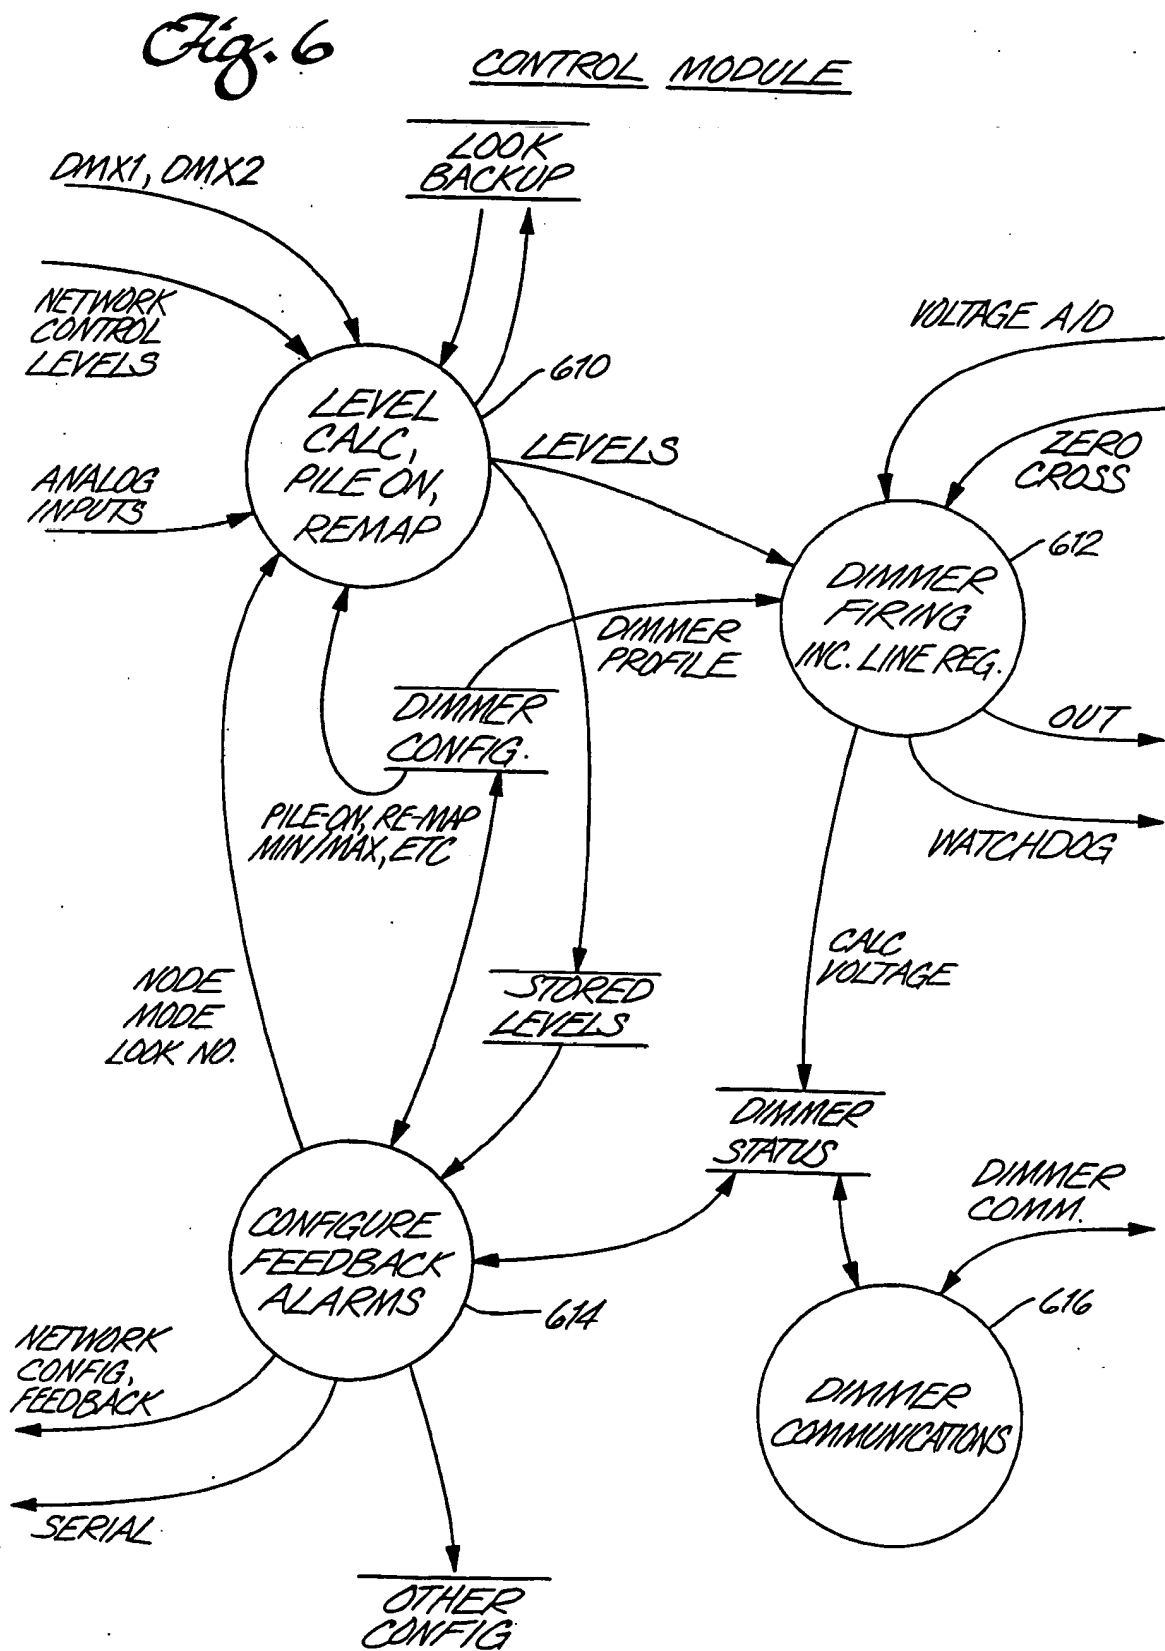 Fig. 6
CONTROL MODULE
LOOK
BACKUP
DMX1, DMX2
NETWORK
CONTROL
LEVELS
ANALOG
INPUTS
LEVEL
CALC,
PILE ON,
REMAP
610
LEVELS
VOLTAGE A/D
ZERO
CROSS
612
DIMMER
FIRING
INC. LINE REG.
DIMMER
PROFILE
DIMMER
CONFIG.
OUT
WATCHDOG
PILE-ON, RE-MAP
MIN/MAX, ETC
CALC
VOLTAGE
NODE
MODE
LOOK NO.
STORED
LEVELS
DIMMER
STATUS
DIMMER
COMM.
CONFIGURE
FEEDBACK
ALARMS
614
616
NETWORK
CONFIG,
FEEDBACK
DIMMER
COMMUNICATIONS
SERIAL
OTHER
CONFIG